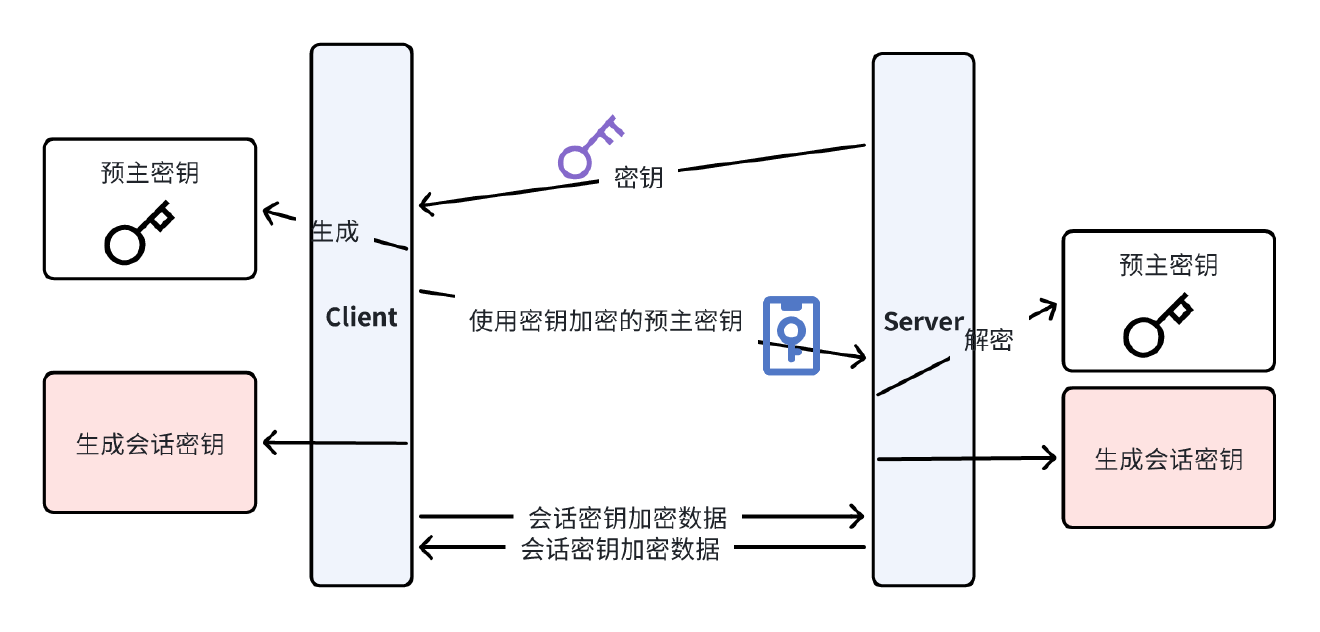 预主密钥
密钥
生成
Client
使用密钥加密的预主密钥
Server
解密
预主密钥
生成会话密钥
生成会话密钥
会话密钥加密数据
会话密钥加密数据